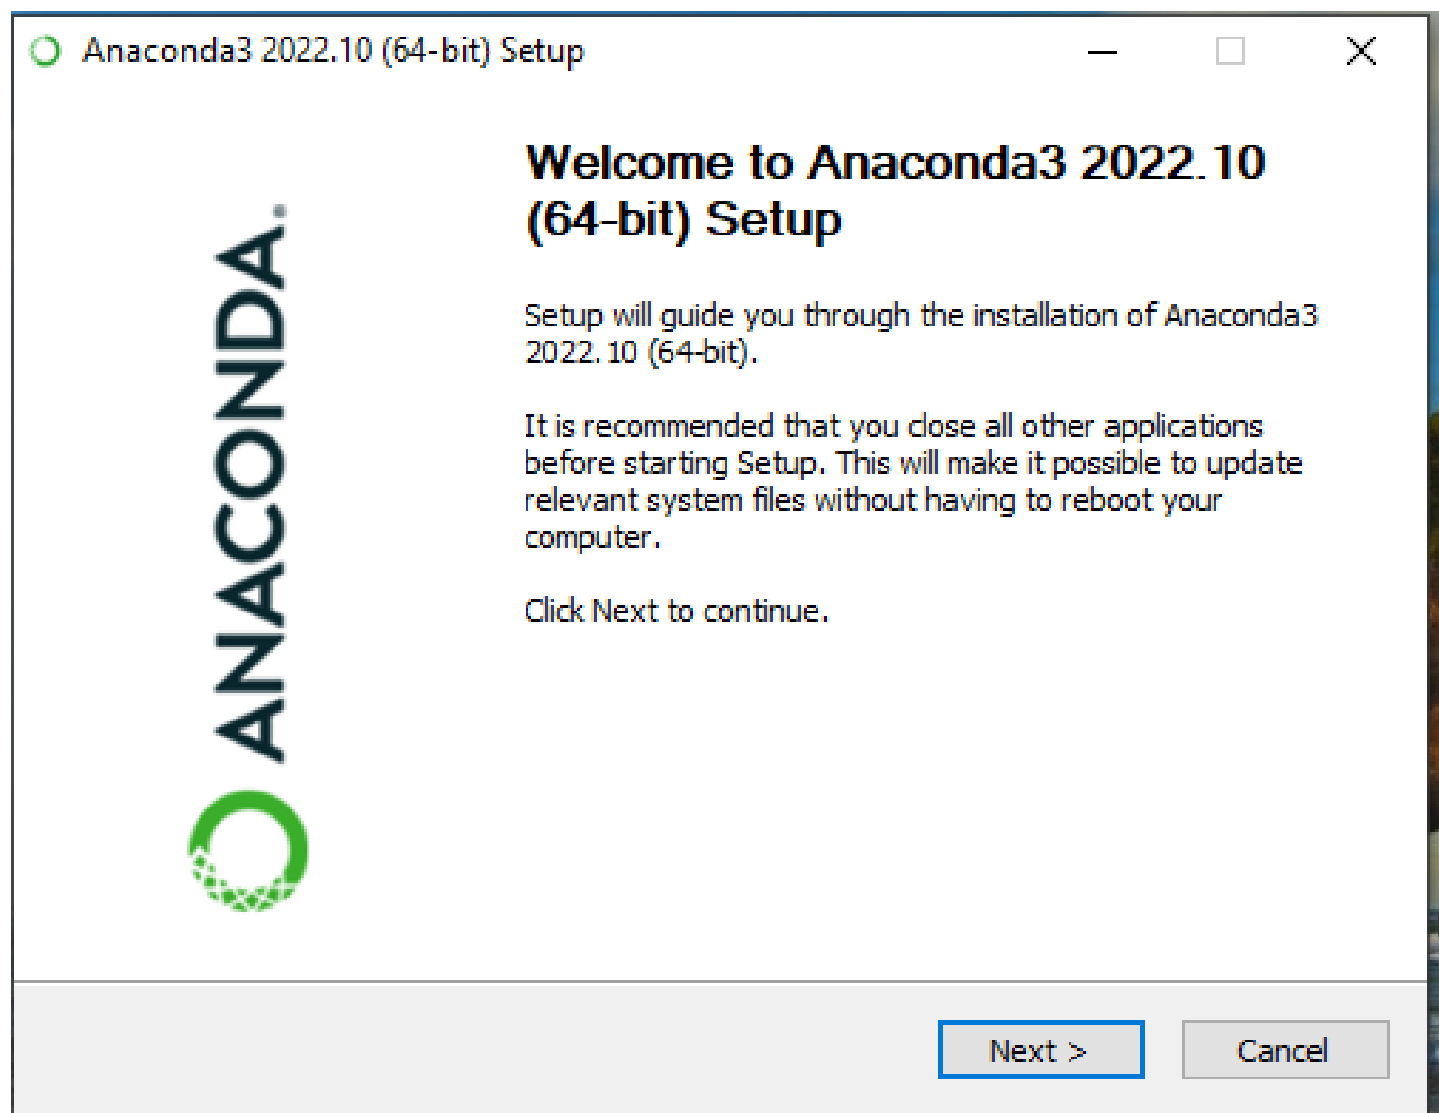 Anaconda3 2022.10 (64-bit) Setup
Welcome to Anaconda3 2022.10
(64-bit) Setup
ANACONDA.
Setup will guide you through the installation of Anaconda3
2022.10 (64-bit).
It is recommended that you close all other applications
before starting Setup. This will make it possible to update
relevant system files without having to reboot your
computer.
Click Next to continue.
Next >
Cancel